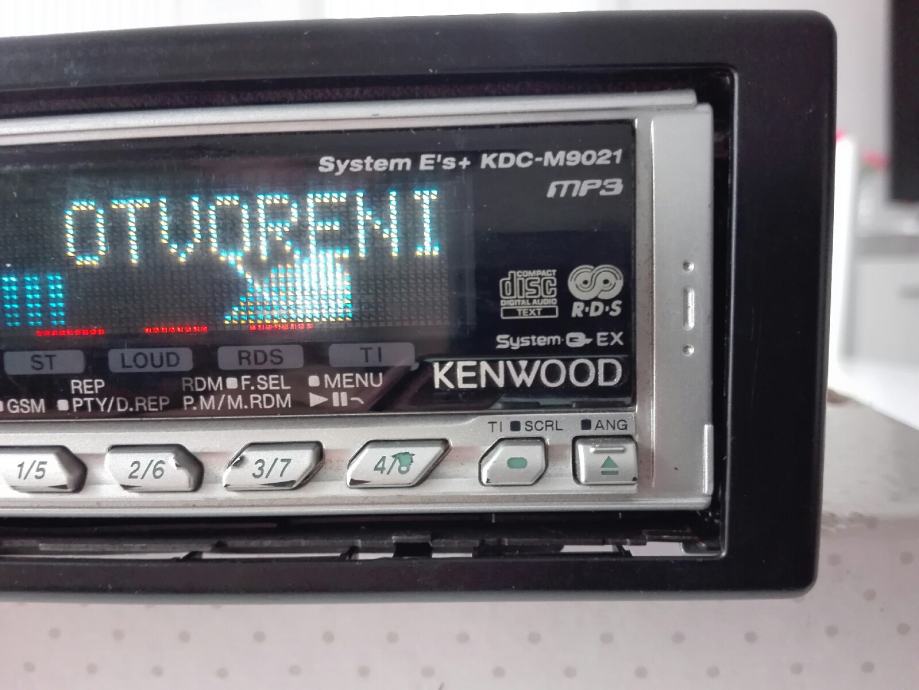 System E's+ KDC-M9021
MP3
OTVORENI
COMPACT
disc
DIGITAL AUDIO
TEXT
R·D·S
System EX
ST LOUD RDS TI
KENWOOD
REP RDM F.SEL MENU
GSM PTY/D.REP P.M/M.RDM
TI SCRL ANG
1/5 2/6 3/7 4/8